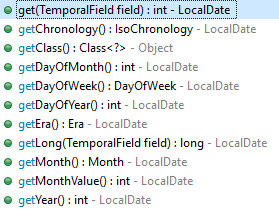 get(TemporalField field) : int - LocalDate
getChronology() : IsoChronology - LocalDate
getClass() : Class<?> - Object
getDayOfMonth() : int - LocalDate
getDayOfWeek() : DayOfWeek - LocalDate
getDayOfYear() : int - LocalDate
getEra() : Era - LocalDate
getLong(TemporalField field) : long - LocalDate
getMonth() : Month - LocalDate
getMonthValue() : int - LocalDate
getYear() : int - LocalDate